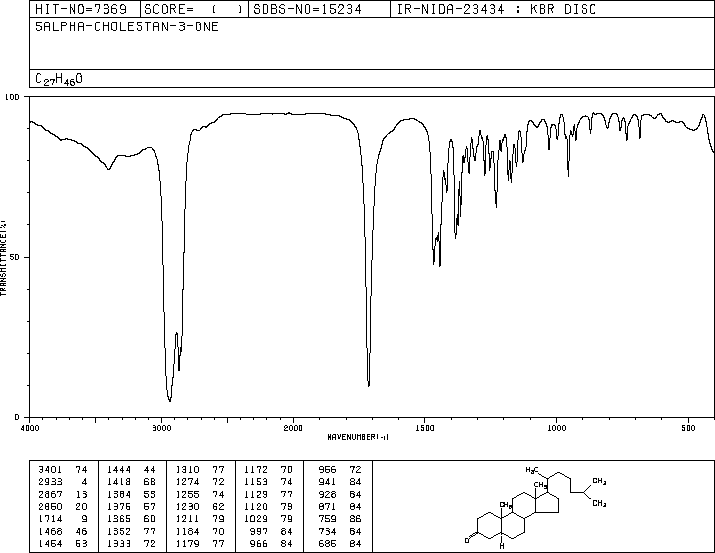 HIT-NO=7369 SCORE= ( ) SDBS-NO=15234 IR-NIDA-23434 : KBR DISC
5ALPHA-CHOLESTAN-3-ONE
C27H46O
100
50
0
TRANSMITTANCE(%)
4000 3000 2000 1500 1000 500
WAVENUMBER(-1)
3401 74 1444 44 1310 77 1172 70 956 72
2933 4 1418 68 1274 72 1153 74 941 84
2867 13 1384 55 1255 74 1129 77 926 84
2850 20 1376 57 1230 62 1120 79 871 84
1714 9 1365 60 1211 79 1029 79 759 86
1468 46 1352 77 1184 70 997 84 734 84
1454 53 1333 72 1179 77 966 84 686 84
H3C
CH3
CH3
CH3
CH3
O
H